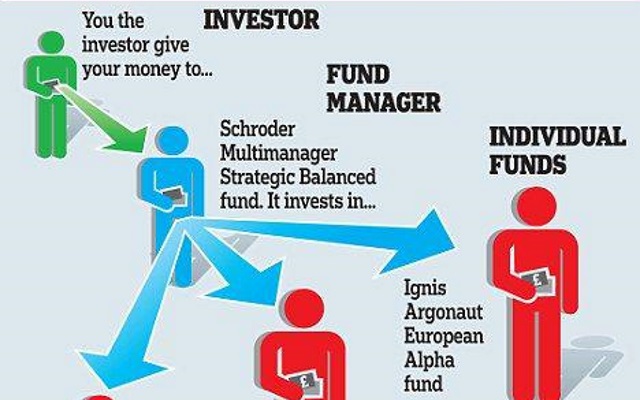 You the
investor give
your money to...
INVESTOR
FUND
MANAGER
Schroder
Multimanager
Strategic Balanced
fund. It invests in...
INDIVIDUAL
FUNDS
£
Ignis
Argonaut
European
Alpha
fund
£